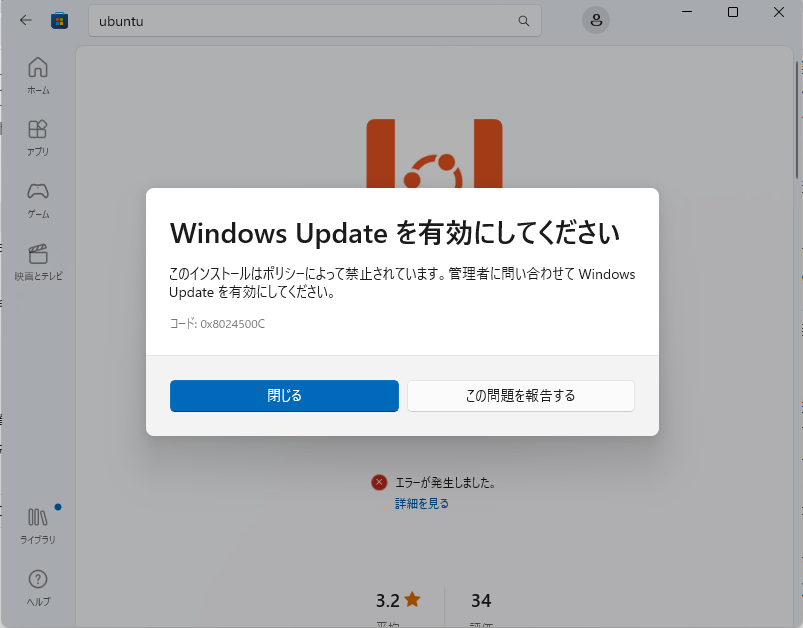 ubuntu
ホーム
アプリ
ゲーム
映画とテレビ
Windows Update を有効にしてください
このインストールはポリシーによって禁止されています。管理者に問い合わせて Windows
Update を有効にしてください。
コード: 0x8024500C
閉じる
この問題を報告する
エラーが発生しました。
詳細を見る
ライブラリ
ヘルプ
3.2
34
平均
評価